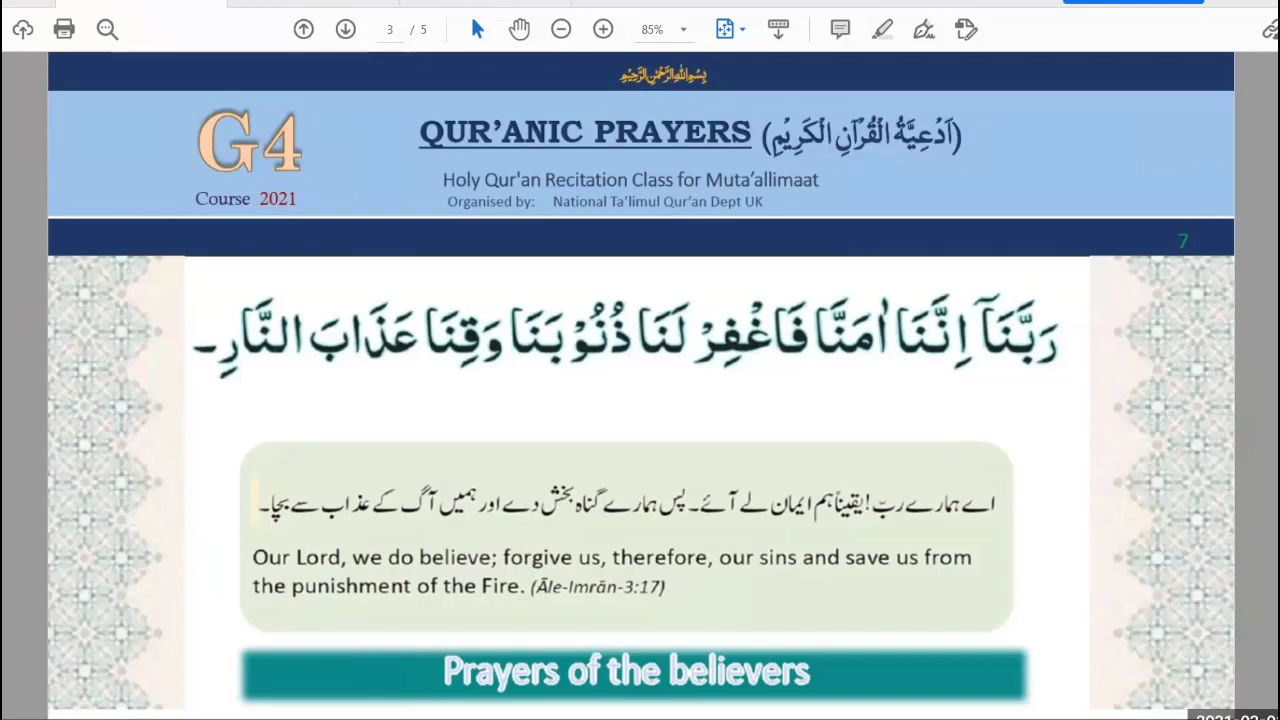 3 / 5
85%
بِسْمِ اللّٰهِ الرَّحْمٰنِ الرَّحِيْمِ
G4
QUR’ANIC PRAYERS (اَدْعِيَّةُ الْقُرْآنِ الْكَرِيْمِ)
Course 2021
Holy Qur'an Recitation Class for Muta’allimaat
Organised by: National Ta’limul Qur’an Dept UK
7
رَبَّنَآ اِنَّنَا اٰمَنَّا فَاغْفِرْ لَنَا ذُنُوْبَنَا وَقِنَا عَذَابَ النَّارِ۔
اے ہمارے ربّ! یقیناً ہم ایمان لے آئے۔ پس ہمارے گناہ بخش دے اور ہمیں آگ کے عذاب سے بچا۔
Our Lord, we do believe; forgive us, therefore, our sins and save us from
the punishment of the Fire. (Āle-Imrān-3:17)
Prayers of the believers